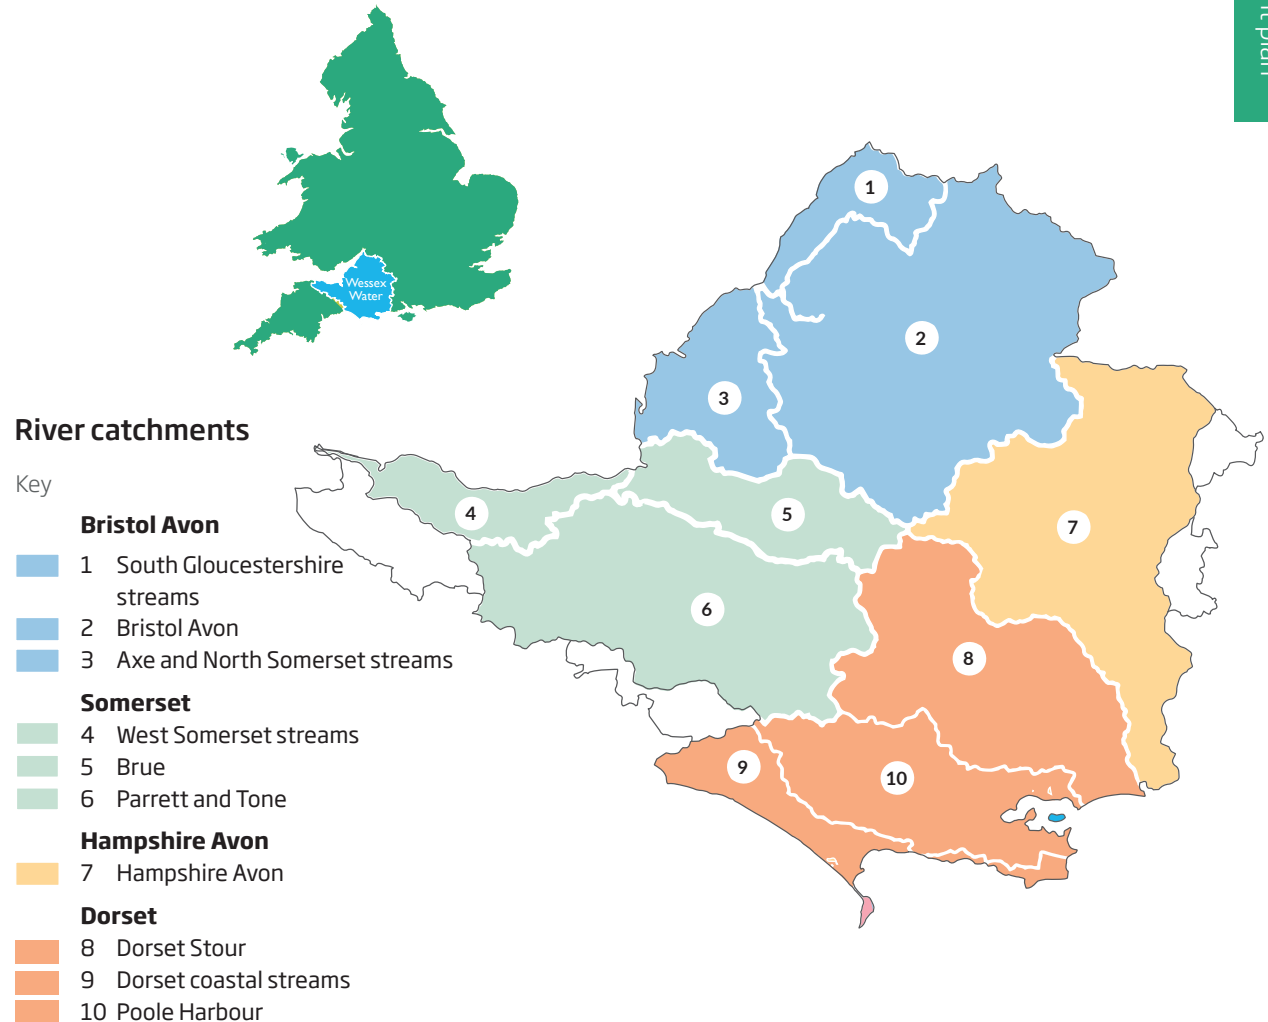 Wessex
Water
River catchments
Key
Bristol Avon
1 South Gloucestershire
streams
2 Bristol Avon
3 Axe and North Somerset streams
Somerset
4 West Somerset streams
5 Brue
6 Parrett and Tone
Hampshire Avon
7 Hampshire Avon
Dorset
8 Dorset Stour
9 Dorset coastal streams
10 Poole Harbour
1
2
3
4
5
6
7
8
9
10
plan